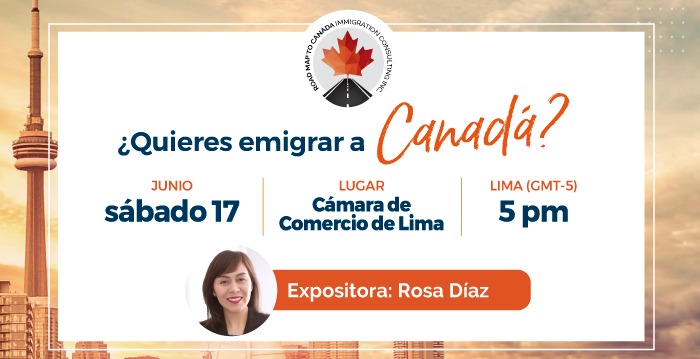 ROAD MAP TO CANADA IMMIGRATION CONSULTING INC.
¿Quieres emigrar a Canadá?
JUNIO
sábado 17
LUGAR
Cámara de
Comercio de Lima
LIMA (GMT-5)
5 pm
Expositora: Rosa Díaz